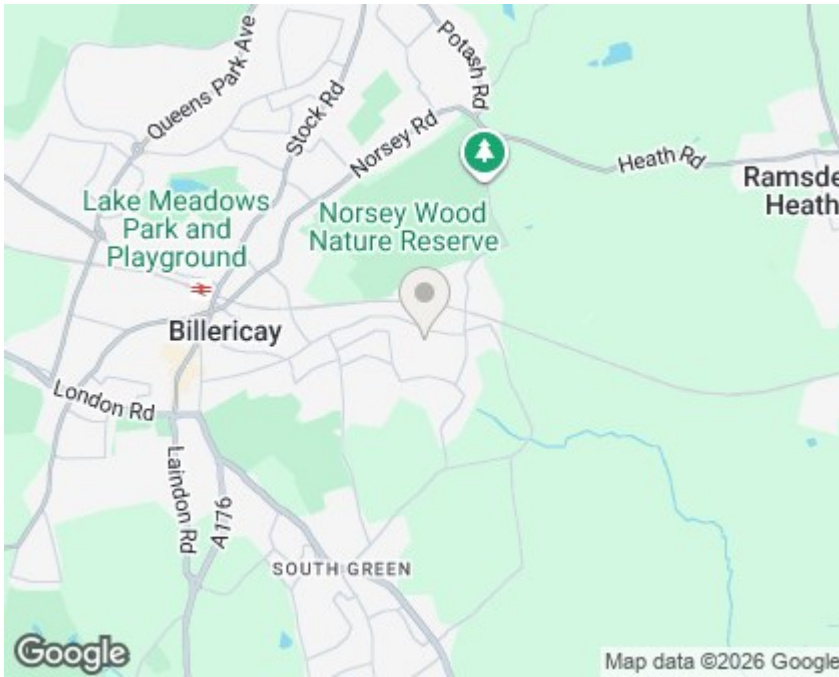 Queens Park Ave
Stock Rd
Potash Rd
Norsey Rd
Heath Rd
Ramsde
Heath
Lake Meadows
Park and
Playground
Norsey Wood
Nature Reserve
Billericay
London Rd
Laindon Rd
A176
SOUTH GREEN
Google
Map data ©2026 Google